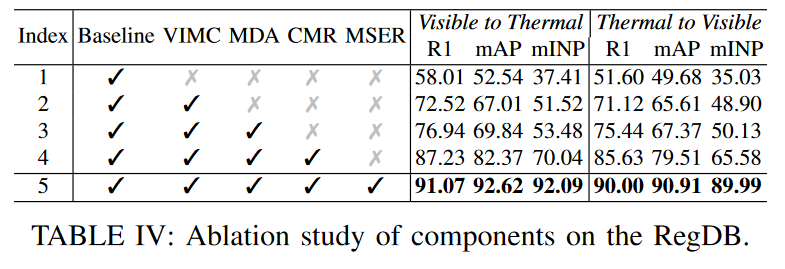 Index Baseline VIMC MDA CMR MSER Visible to Thermal Thermal to Visible
R1 mAP mINP R1 mAP mINP
1 ✓ ✗ ✗ ✗ ✗ 58.01 52.54 37.41 51.60 49.68 35.03
2 ✓ ✓ ✗ ✗ ✗ 72.52 67.01 51.52 71.12 65.61 48.90
3 ✓ ✓ ✓ ✗ ✗ 76.94 69.84 53.48 75.44 67.37 50.13
4 ✓ ✓ ✓ ✓ ✗ 87.23 82.37 70.04 85.63 79.51 65.58
5 ✓ ✓ ✓ ✓ ✓ 91.07 92.62 92.09 90.00 90.91 89.99
TABLE IV: Ablation study of components on the RegDB.